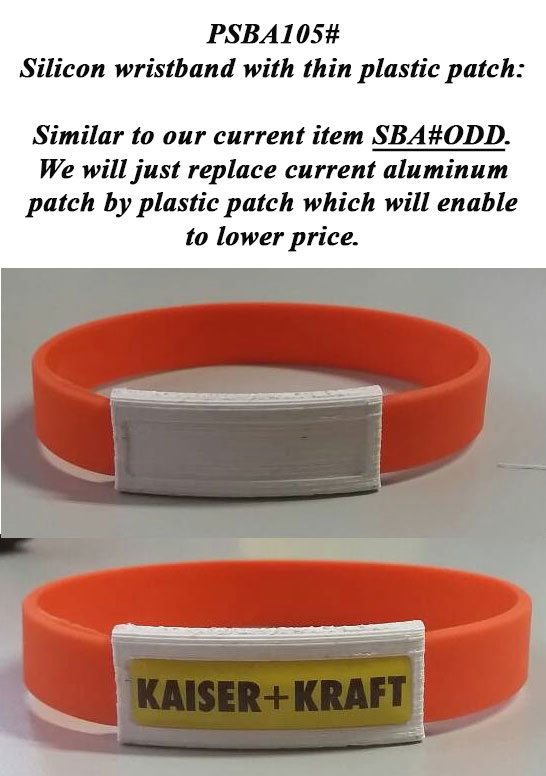 PSBA105#
Silicon wristband with thin plastic patch:
Similar to our current item SBA#ODD.
We will just replace current aluminum
patch by plastic patch which will enable
to lower price.
KAISER+KRAFT